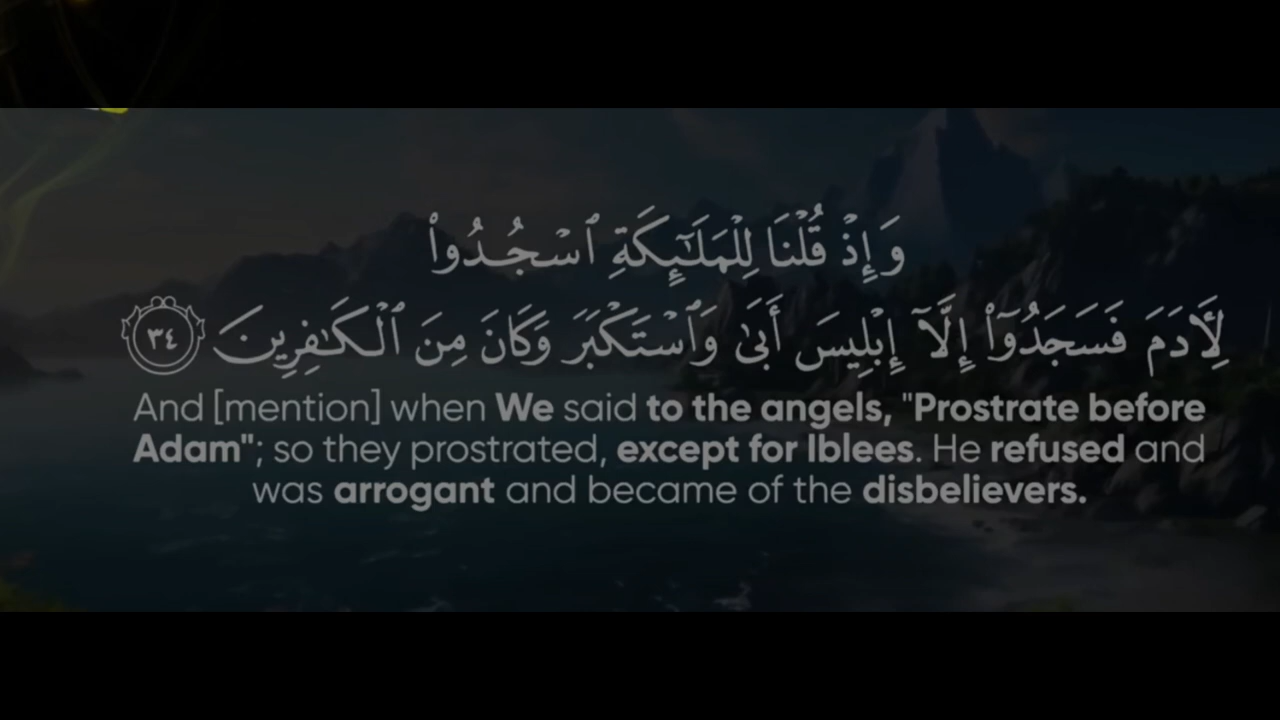 وَإِذْ قُلْنَا لِلْمَلَٰٓئِكَةِ ٱسْجُدُوا۟
لِـَٔادَمَ فَسَجَدُوٓا۟ إِلَّآ إِبْلِيسَ أَبَىٰ وَٱسْتَكْبَرَ وَكَانَ مِنَ ٱلْكَـٰفِرِينَ ٣٤
And [mention] when We said to the angels, "Prostrate before
Adam"; so they prostrated, except for Iblees. He refused and
was arrogant and became of the disbelievers.